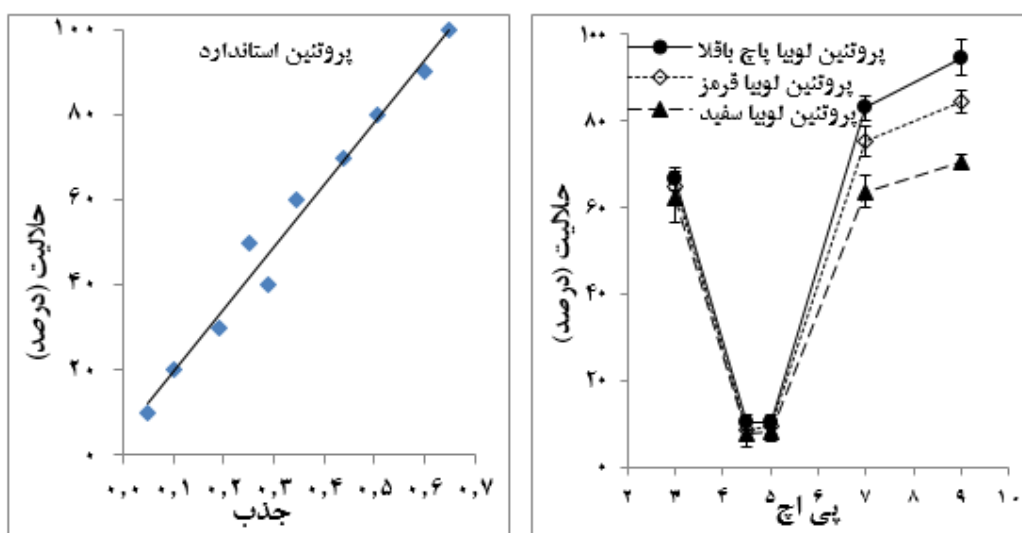 پروتئین استاندارد
حلالیت (درصد)
۱۰۰
۸۰
۶۰
۴۰
۲۰
۰
۰,۰ ۰,۱ ۰,۲ ۰,۳ ۰,۴ ۰,۵ ۰,۶ ۰,۷
جذب
پروتئین لوبیا پاچ باقلا
پروتئین لوبیا قرمز
پروتئین لوبیا سفید
حلالیت (درصد)
۱۰۰
۸۰
۶۰
۴۰
۲۰
۰
۲ ۳ ۴ ۵ ۶ ۷ ۸ ۹ ۱۰
پی اچ